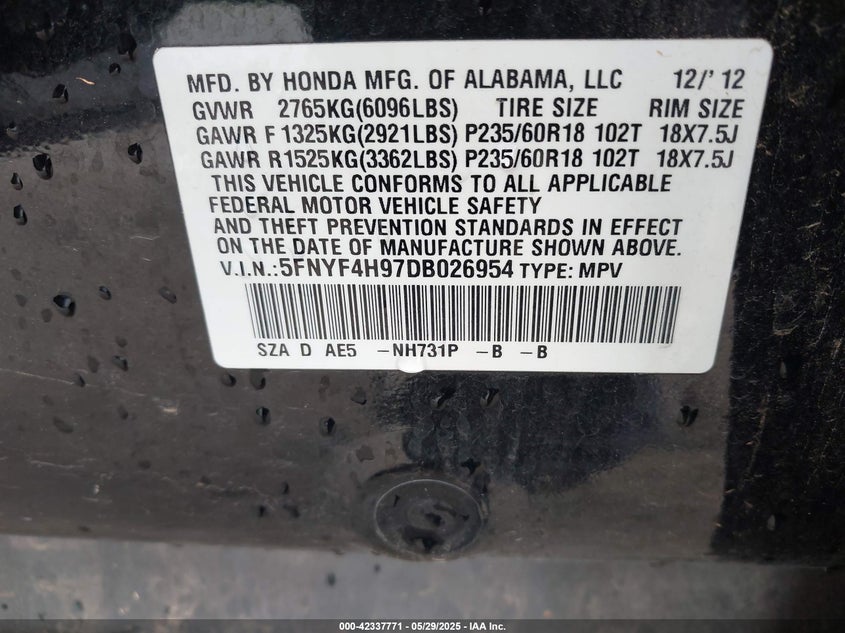 MFD. BY HONDA MFG. OF ALABAMA, LLC 12/'12
GVWR 2765KG(6096LBS) TIRE SIZE RIM SIZE
GAWR F 1325KG(2921LBS) P235/60R18 102T 18X7.5J
GAWR R1525KG(3362LBS) P235/60R18 102T 18X7.5J
THIS VEHICLE CONFORMS TO ALL APPLICABLE
FEDERAL MOTOR VEHICLE SAFETY
AND THEFT PREVENTION STANDARDS IN EFFECT
ON THE DATE OF MANUFACTURE SHOWN ABOVE.
V.I.N.:5FNYF4H97DB026954 TYPE: MPV
SZA D AE5 -NH731P -B -B
000-42337771 • 05/29/2025 • IAA Inc.